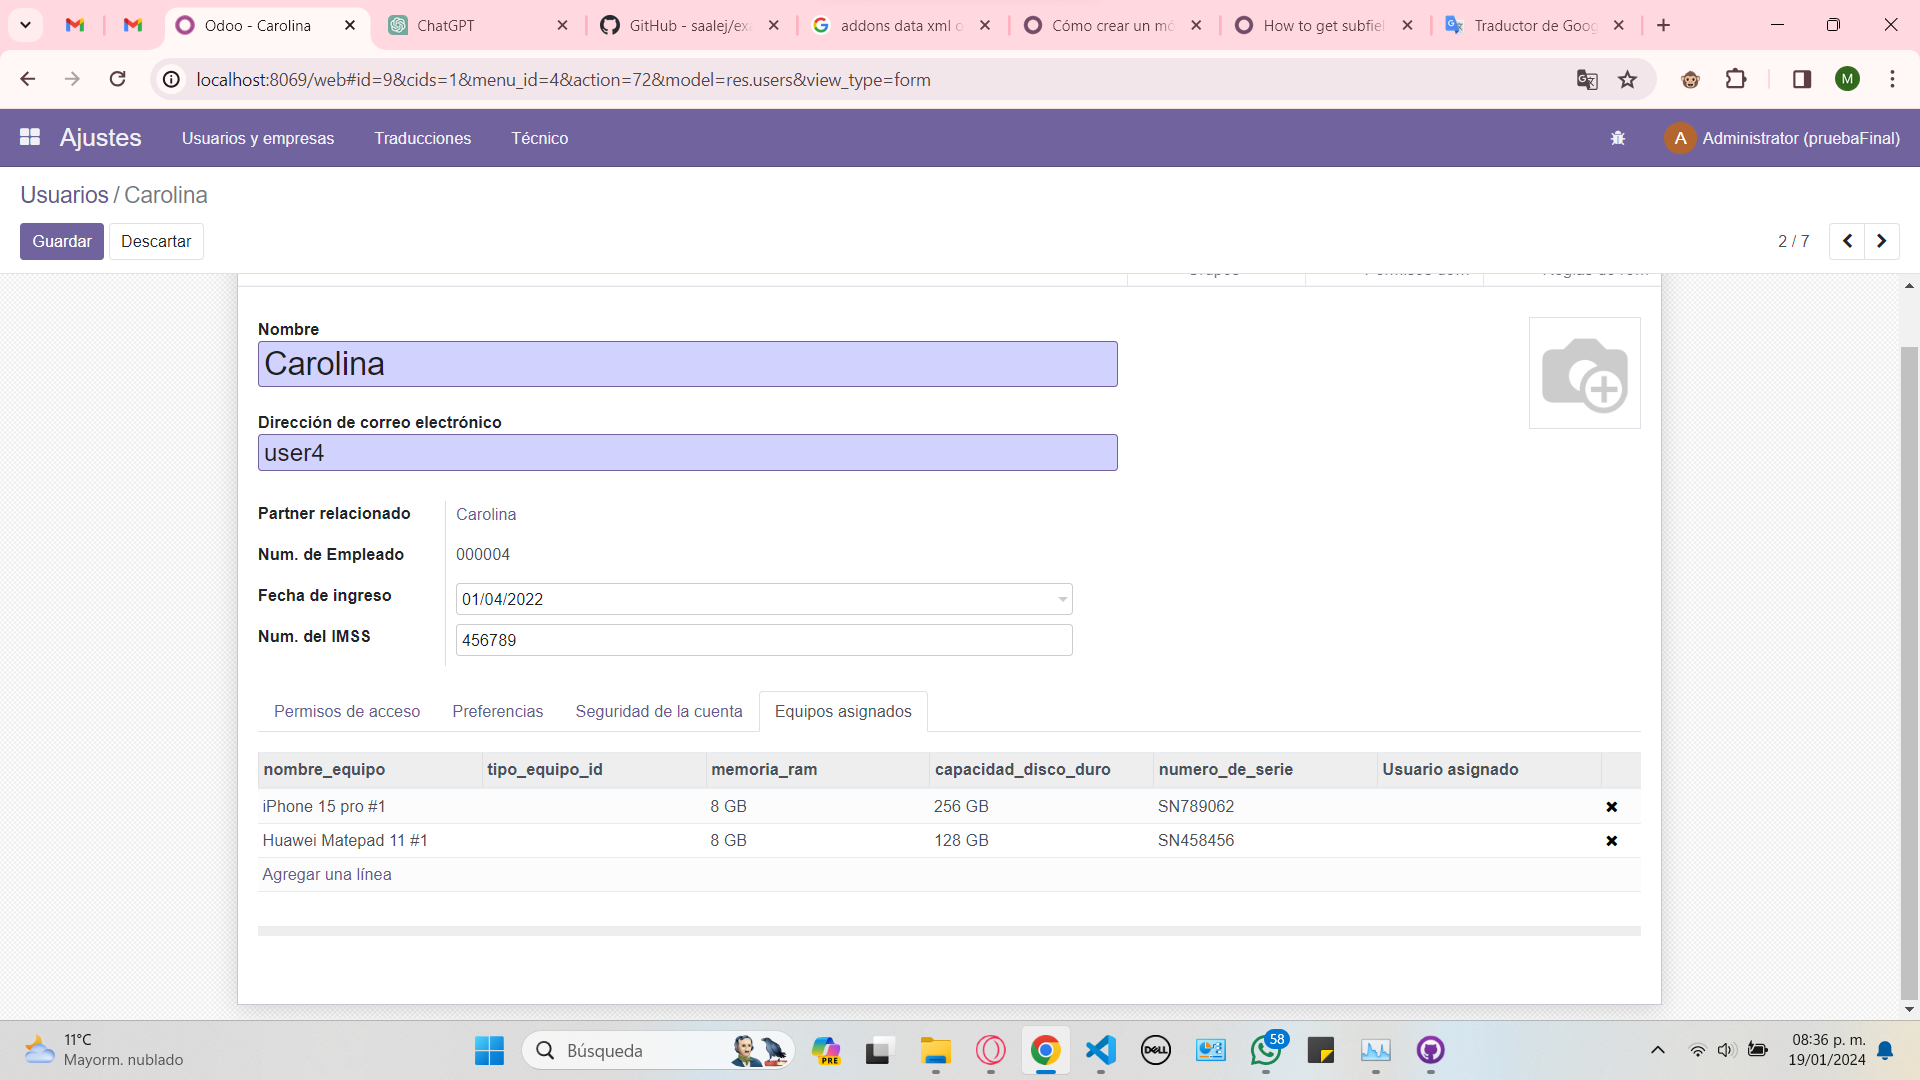 Odoo - Carolina
ChatGPT
GitHub - saalej/exa
addons data xml o
Cómo crear un mó
How to get subfiel
Traductor de Goog
localhost:8069/web#id=9&cids=1&menu_id=4&action=72&model=res.users&view_type=form
M
Ajustes
Usuarios y empresas
Traducciones
Técnico
A
Administrator (pruebaFinal)
Usuarios / Carolina
Guardar
Descartar
2 / 7
Nombre
Carolina
Dirección de correo electrónico
user4
Partner relacionado
Carolina
Num. de Empleado
000004
Fecha de ingreso
01/04/2022
Num. del IMSS
456789
Permisos de acceso
Preferencias
Seguridad de la cuenta
Equipos asignados
nombre_equipo tipo_equipo_id memoria_ram capacidad_disco_duro numero_de_serie Usuario asignado
iPhone 15 pro #1 8 GB 256 GB SN789062
Huawei Matepad 11 #1 8 GB 128 GB SN458456
Agregar una línea
11°C
Mayorm. nublado
Búsqueda
PRE
DELL
58
08:36 p. m.
19/01/2024